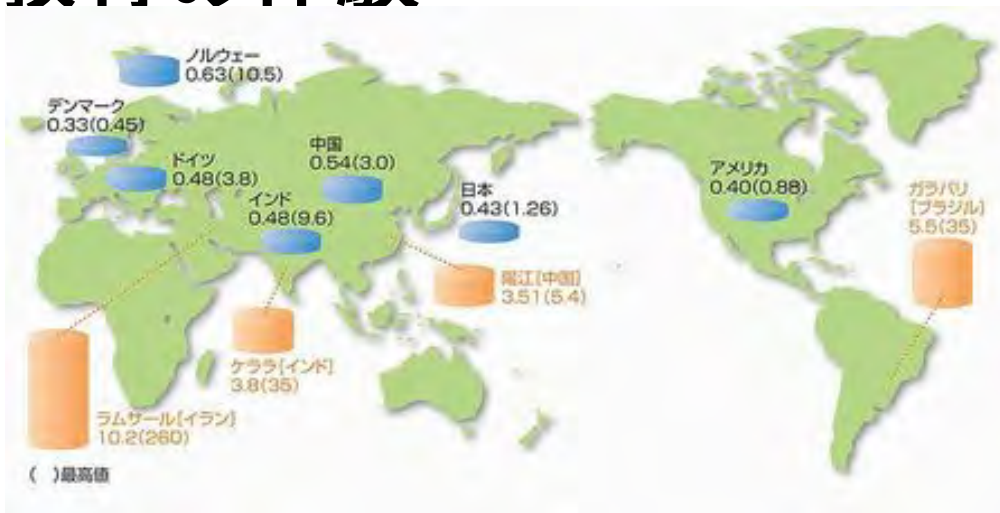 ノルウェー
0.63(10.5)
デンマーク
0.33(0.45)
ドイツ
0.48(3.8)
中国
0.54(3.0)
インド
0.48(9.6)
日本
0.43(1.26)
アメリカ
0.40(0.88)
ガラパリ
[ブラジル]
5.5(35)
陽江[中国]
3.51(5.4)
ケララ[インド]
3.8(35)
ラムサール[イラン]
10.2(260)
( )最高値